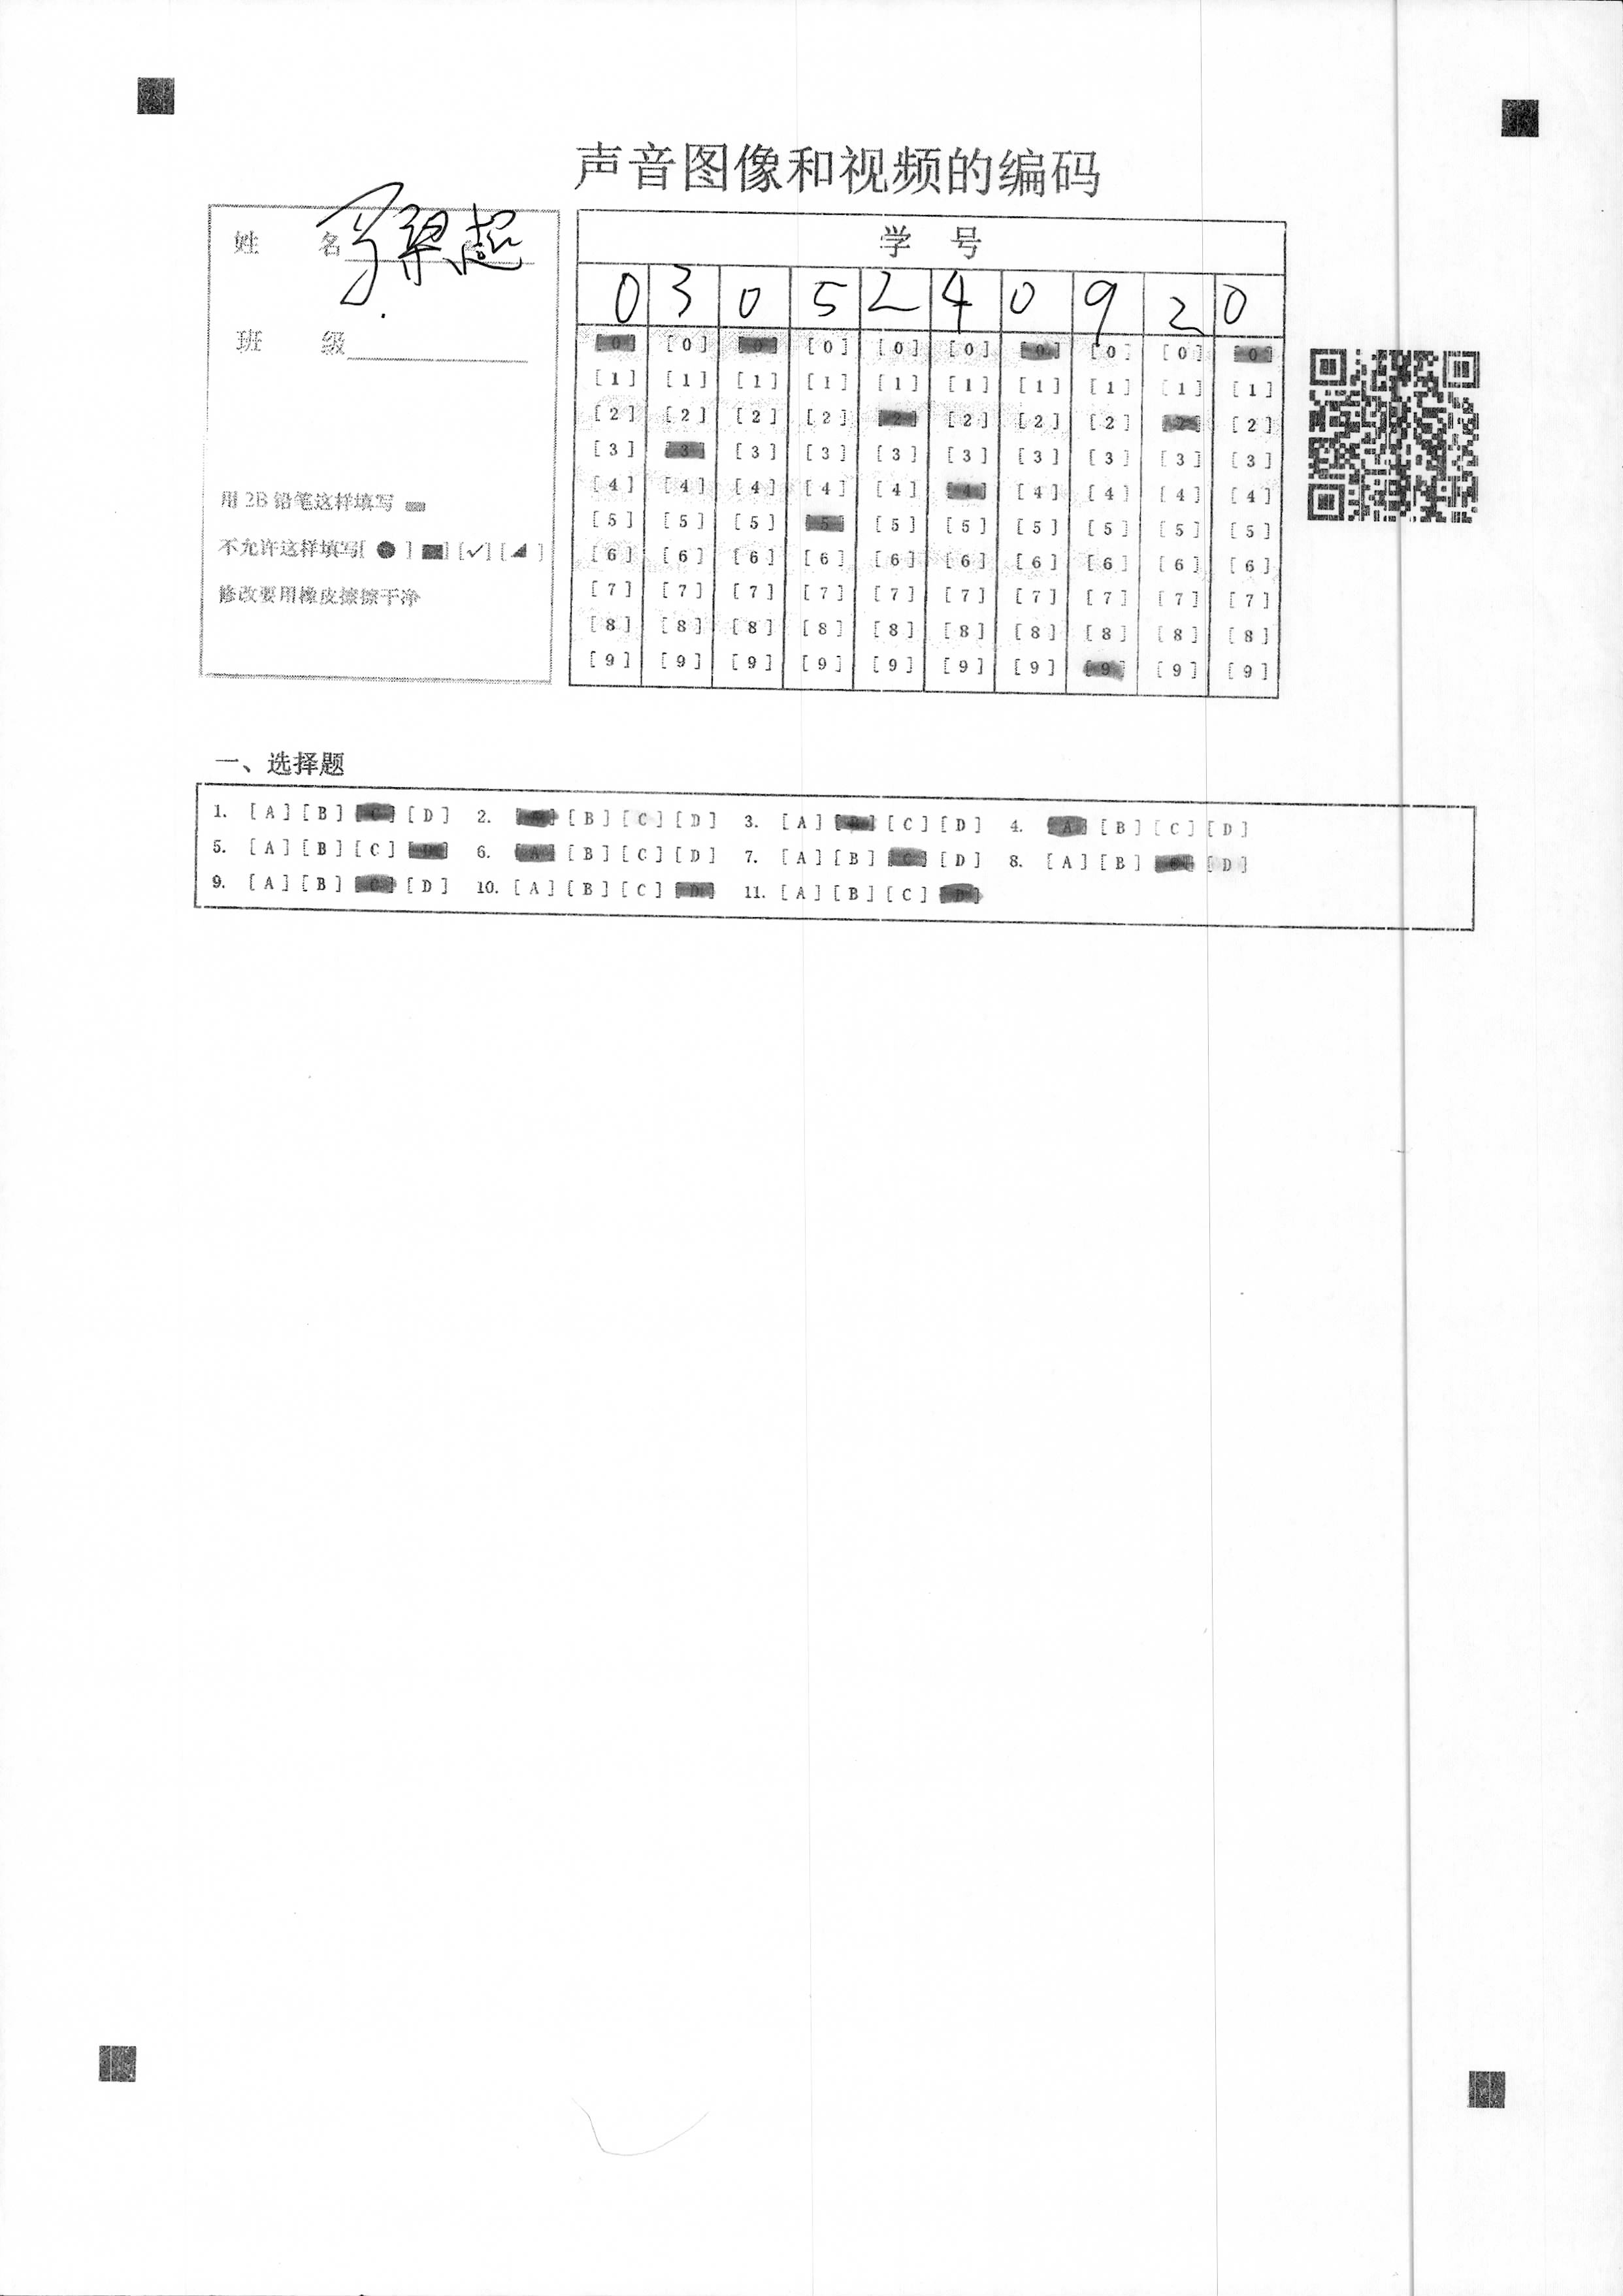 声音图像和视频的编码
姓 名
班 级
用 2B 铅笔这样填写
不允许这样填写[ ● ] [■] [✓] [◢ ]
修改要用橡皮擦擦干净
学 号
0 3 0 5 2 4 0 9 2 0
[0] [0] [0] [0] [0] [0] [0] [0] [0] [0]
[1] [1] [1] [1] [1] [1] [1] [1] [1] [1]
[2] [2] [2] [2] [2] [2] [2] [2] [2] [2]
[3] [3] [3] [3] [3] [3] [3] [3] [3] [3]
[4] [4] [4] [4] [4] [4] [4] [4] [4] [4]
[5] [5] [5] [5] [5] [5] [5] [5] [5] [5]
[6] [6] [6] [6] [6] [6] [6] [6] [6] [6]
[7] [7] [7] [7] [7] [7] [7] [7] [7] [7]
[8] [8] [8] [8] [8] [8] [8] [8] [8] [8]
[9] [9] [9] [9] [9] [9] [9] [9] [9] [9]
一、选择题
1. [A] [B] [C] [D] 2. [A] [B] [C] [D] 3. [A] [B] [C] [D] 4. [A] [B] [C] [D]
5. [A] [B] [C] [D] 6. [A] [B] [C] [D] 7. [A] [B] [C] [D] 8. [A] [B] [C] [D]
9. [A] [B] [C] [D] 10. [A] [B] [C] [D] 11. [A] [B] [C] [D]